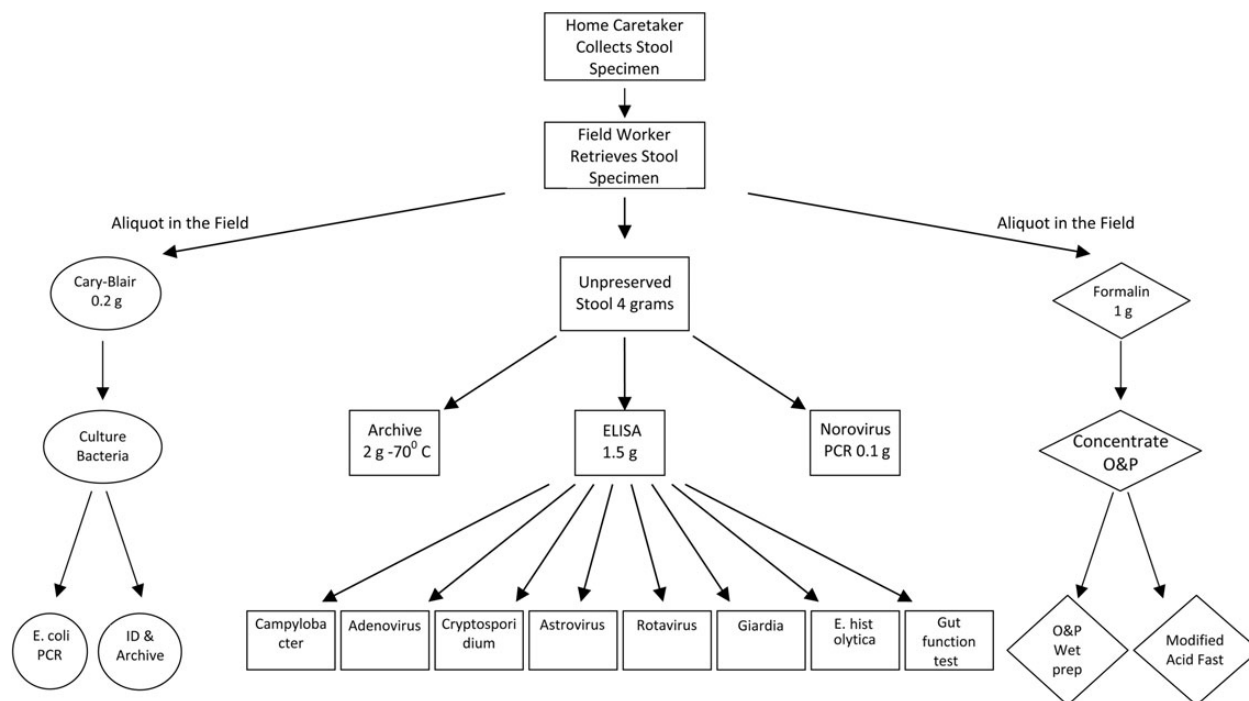 Home Caretaker
Collects Stool
Specimen
Field Worker
Retrieves Stool
Specimen
Aliquot in the Field
Aliquot in the Field
Cary-Blair
0.2 g
Unpreserved
Stool 4 grams
Formalin
1 g
Culture
Bacteria
Archive
2 g -70⁰ C
ELISA
1.5 g
Norovirus
PCR 0.1 g
Concentrate
O&P
E. coli
PCR
ID &
Archive
Campyloba
cter
Adenovirus
Cryptospori
dium
Astrovirus
Rotavirus
Giardia
E. hist
olytica
Gut
function
test
O&P
Wet
prep
Modified
Acid Fast